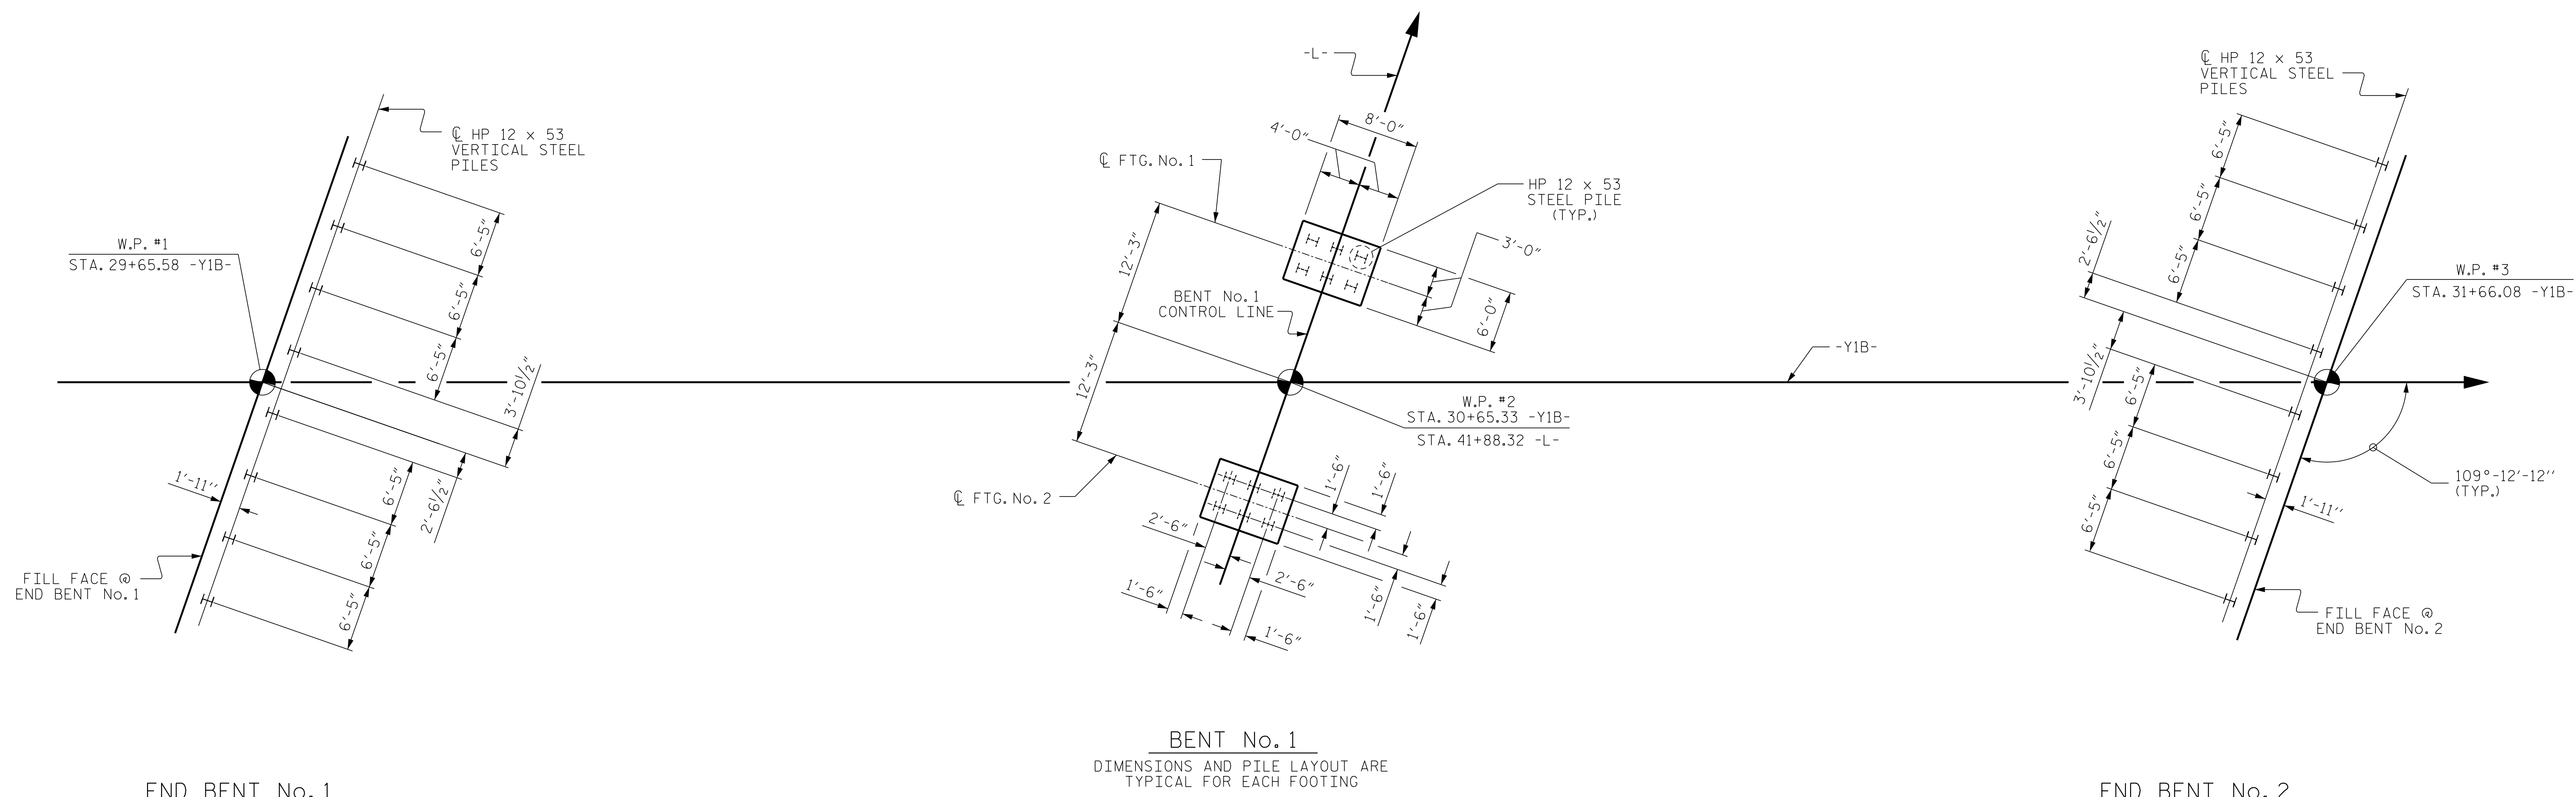 -L-
℄ HP 12 x 53
VERTICAL STEEL
PILES
℄ HP 12 x 53
VERTICAL STEEL
PILES
W.P. #1
STA. 29+65.58 -Y1B-
6'-5"
6'-5"
6'-5"
3'-10½"
2'-6½"
6'-5"
6'-5"
6'-5"
1'-11"
FILL FACE @
END BENT No. 1
END BENT No. 1
8'-0"
4'-0"
℄ FTG. No. 1
HP 12 x 53
STEEL PILE
(TYP.)
3'-0"
6'-0"
12'-3"
12'-3"
BENT No. 1
CONTROL LINE
-Y1B-
W.P. #2
STA. 30+65.33 -Y1B-
STA. 41+88.32 -L-
℄ FTG. No. 2
1'-6"
1'-6"
2'-6"
2'-6"
1'-6"
1'-6"
1'-6"
1'-6"
BENT No. 1
DIMENSIONS AND PILE LAYOUT ARE
TYPICAL FOR EACH FOOTING
6'-5"
6'-5"
6'-5"
2'-6½"
3'-10½"
6'-5"
6'-5"
6'-5"
W.P. #3
STA. 31+66.08 -Y1B-
109°-12'-12''
(TYP.)
1'-11"
FILL FACE @
END BENT No. 2
END BENT No. 2